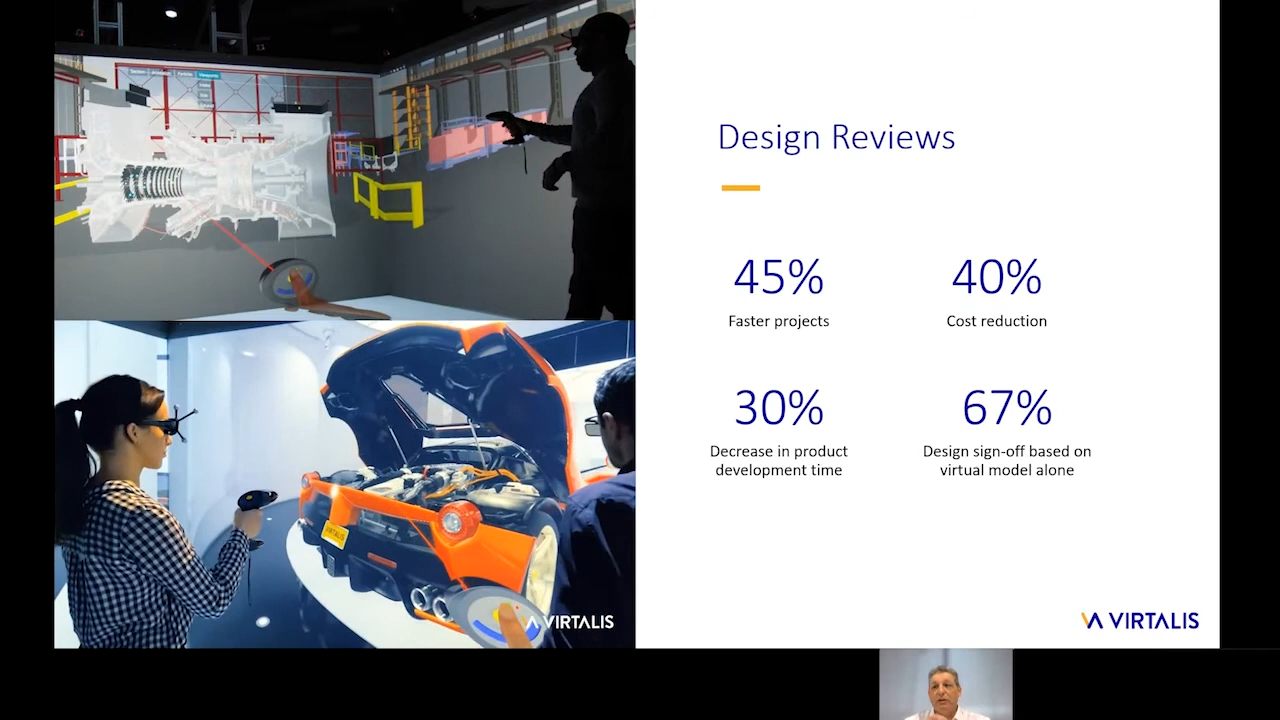 Design Reviews
45%
Faster projects
40%
Cost reduction
30%
Decrease in product
development time
67%
Design sign-off based on
virtual model alone
VIRTALIS
VIRTALIS
VIRTALIS